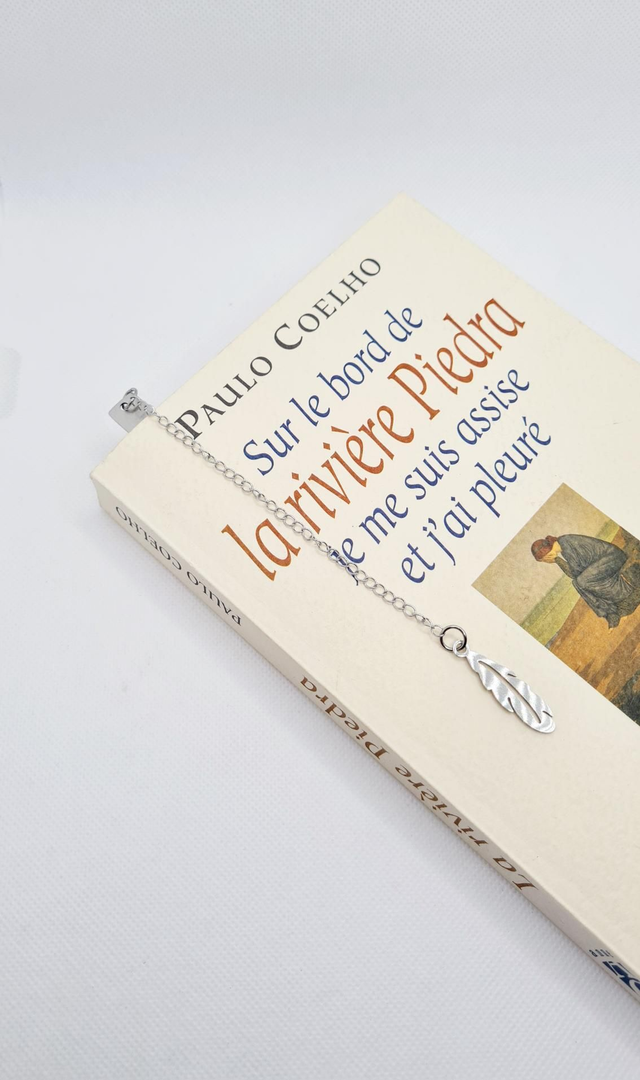 PAULO COELHO
Sur le bord de
la rivière Piedra
je me suis assise
et j'ai pleuré
PAULO COELHO
La rivière Piedra